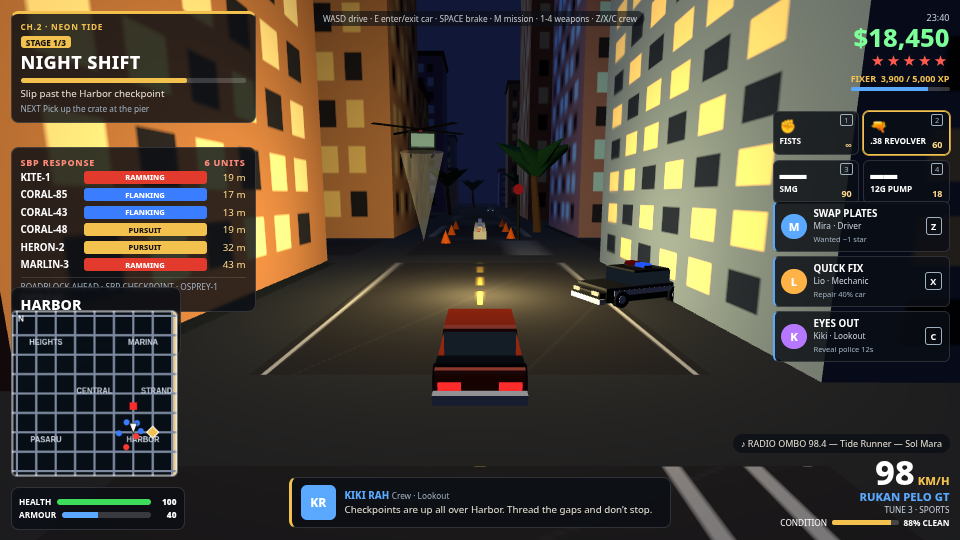 WASD drive · E enter/exit car · SPACE brake · M mission · 1-4 weapons · Z/X/C crew
CH.2 · NEON TIDE
STAGE 1/3
NIGHT SHIFT
Slip past the Harbor checkpoint
NEXT Pick up the crate at the pier
SBP RESPONSE 6 UNITS
KITE-1 RAMMING 19 m
CORAL-85 FLANKING 17 m
CORAL-43 FLANKING 13 m
CORAL-48 PURSUIT 19 m
HERON-2 PURSUIT 32 m
MARLIN-3 RAMMING 43 m
ROADBLOCK AHEAD · SBP CHECKPOINT · OSPREY-1
HARBOR
N
HEIGHTS MARINA
CENTRAL STRAND
PASARU HARBOR
HEALTH 100
ARMOUR 40
23:40
$18,450
★ ★ ★ ★ ★
FIXER 3,900 / 5,000 XP
1
FISTS ∞
2
.38 REVOLVER 60
3
SMG 90
4
12G PUMP 18
M
SWAP PLATES
Mira · Driver
Wanted −1 star
Z
L
QUICK FIX
Lio · Mechanic
Repair 40% car
X
K
EYES OUT
Kiki · Lookout
Reveal police 12s
C
♪ RADIO OMBO 98.4 — Tide Runner — Sol Mara
98 KM/H
RUKAN PELO GT
TUNE 3 · SPORTS
CONDITION 88% CLEAN
KR
KIKI RAH Crew · Lookout
Checkpoints are up all over Harbor. Thread the gaps and don't stop.